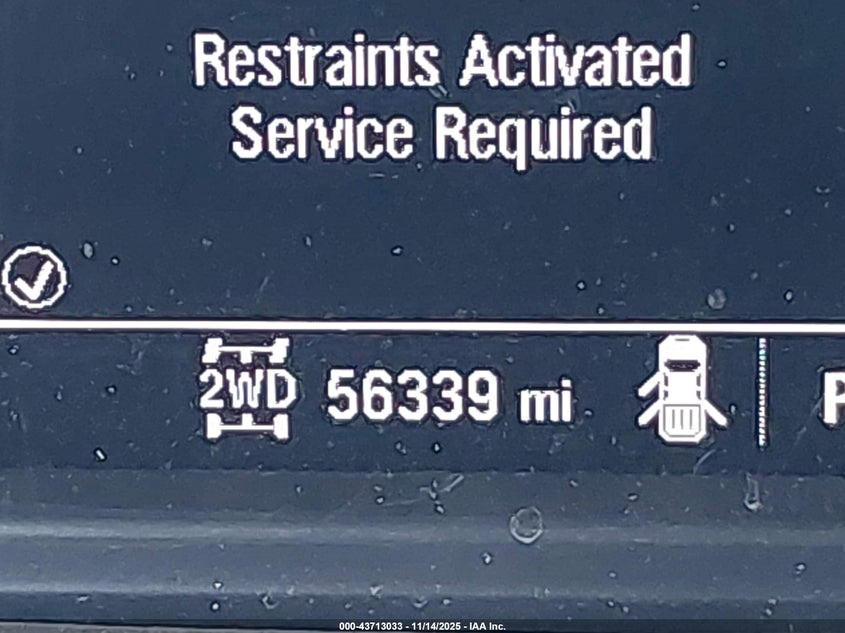 Restraints Activated
Service Required
2WD 56339 mi P
000-43713033 - 11/14/2025 - IAA Inc.